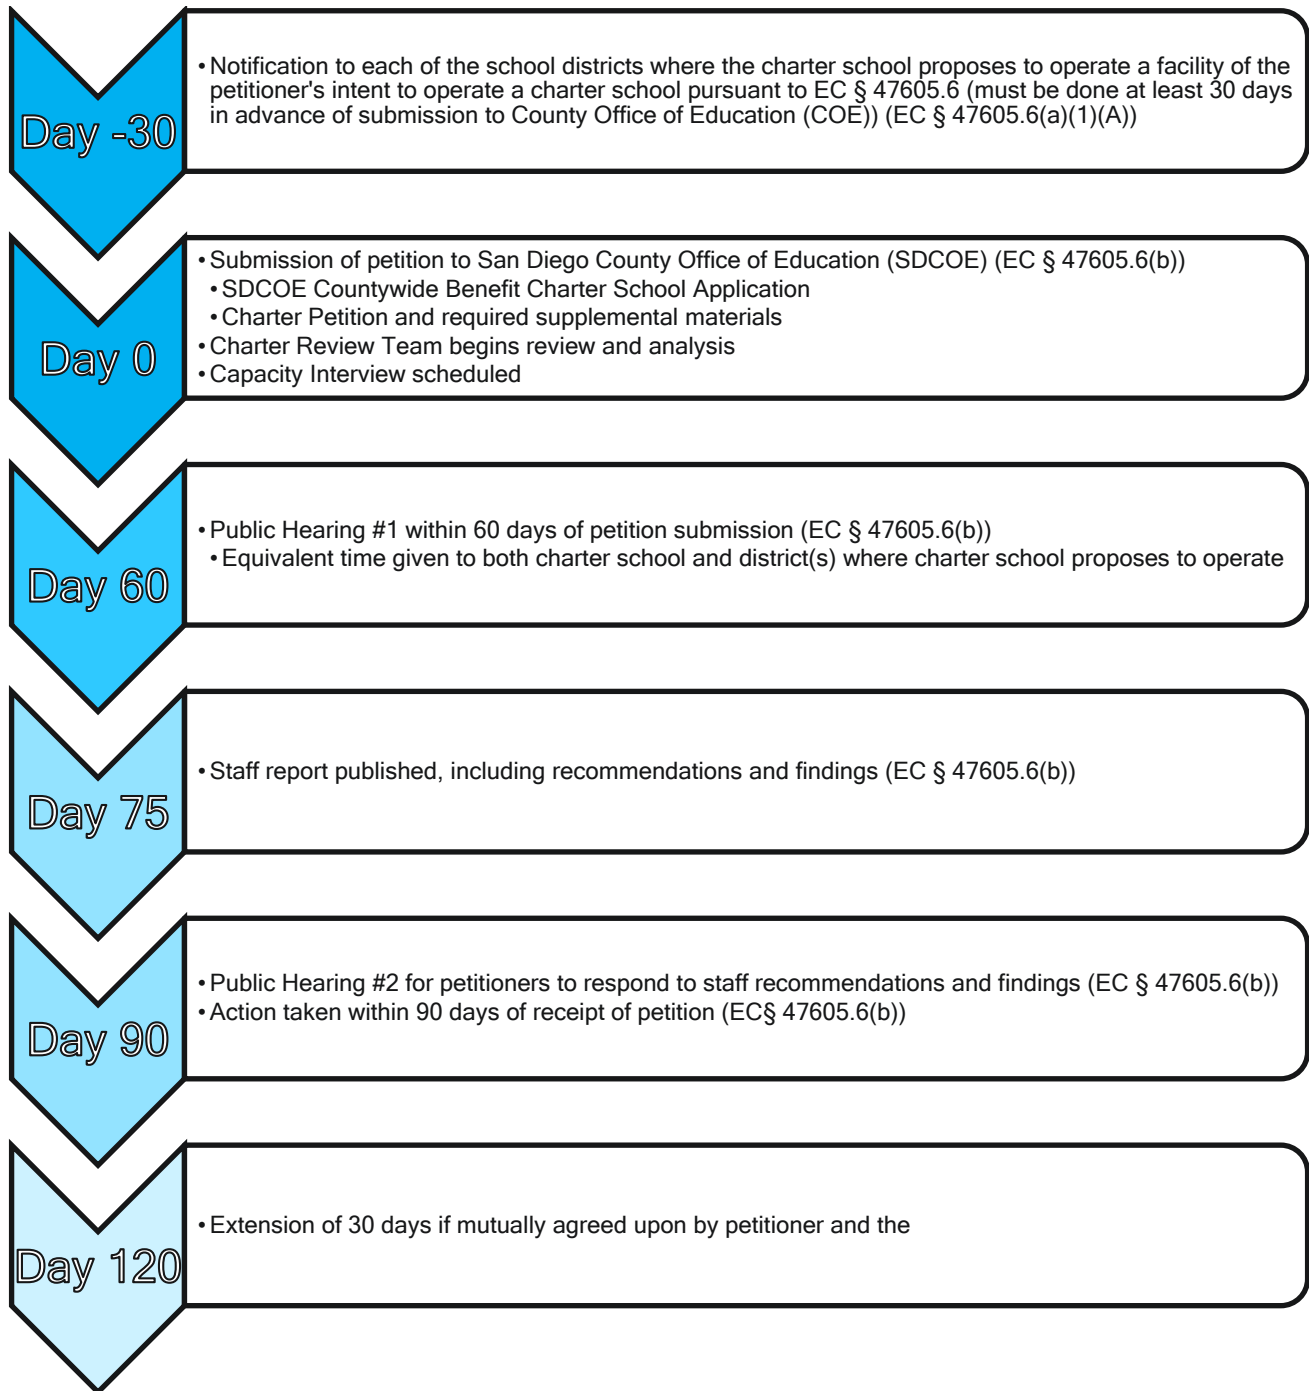 Day -30
• Notification to each of the school districts where the charter school proposes to operate a facility of the
petitioner's intent to operate a charter school pursuant to EC § 47605.6 (must be done at least 30 days
in advance of submission to County Office of Education (COE)) (EC § 47605.6(a)(1)(A))
Day 0
• Submission of petition to San Diego County Office of Education (SDCOE) (EC § 47605.6(b))
• SDCOE Countywide Benefit Charter School Application
• Charter Petition and required supplemental materials
• Charter Review Team begins review and analysis
• Capacity Interview scheduled
Day 60
• Public Hearing #1 within 60 days of petition submission (EC § 47605.6(b))
• Equivalent time given to both charter school and district(s) where charter school proposes to operate
Day 75
• Staff report published, including recommendations and findings (EC § 47605.6(b))
Day 90
• Public Hearing #2 for petitioners to respond to staff recommendations and findings (EC § 47605.6(b))
• Action taken within 90 days of receipt of petition (EC§ 47605.6(b))
Day 120
• Extension of 30 days if mutually agreed upon by petitioner and the